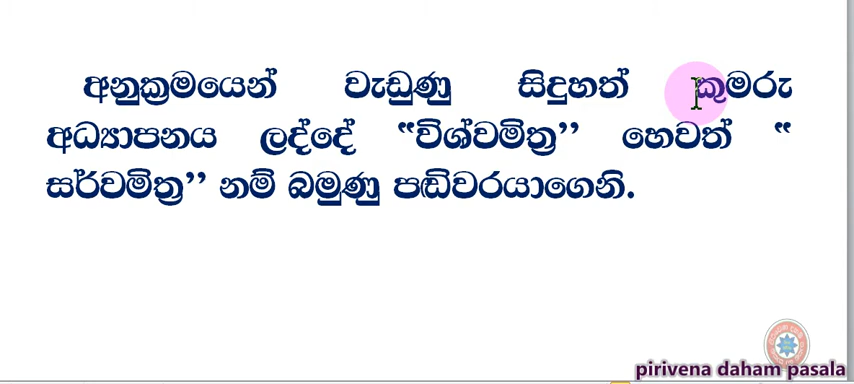 අනුක්‍රමයෙන් වැඩුණු සිදුහත් කුමරු
අධ්‍යාපනය ලද්දේ “විශ්වමිත්‍ර’’ හෙවත් “
සර්වමිත්‍ර’’ නම් බමුණු පඬිවරයාගෙනි.
pirivena daham pasala